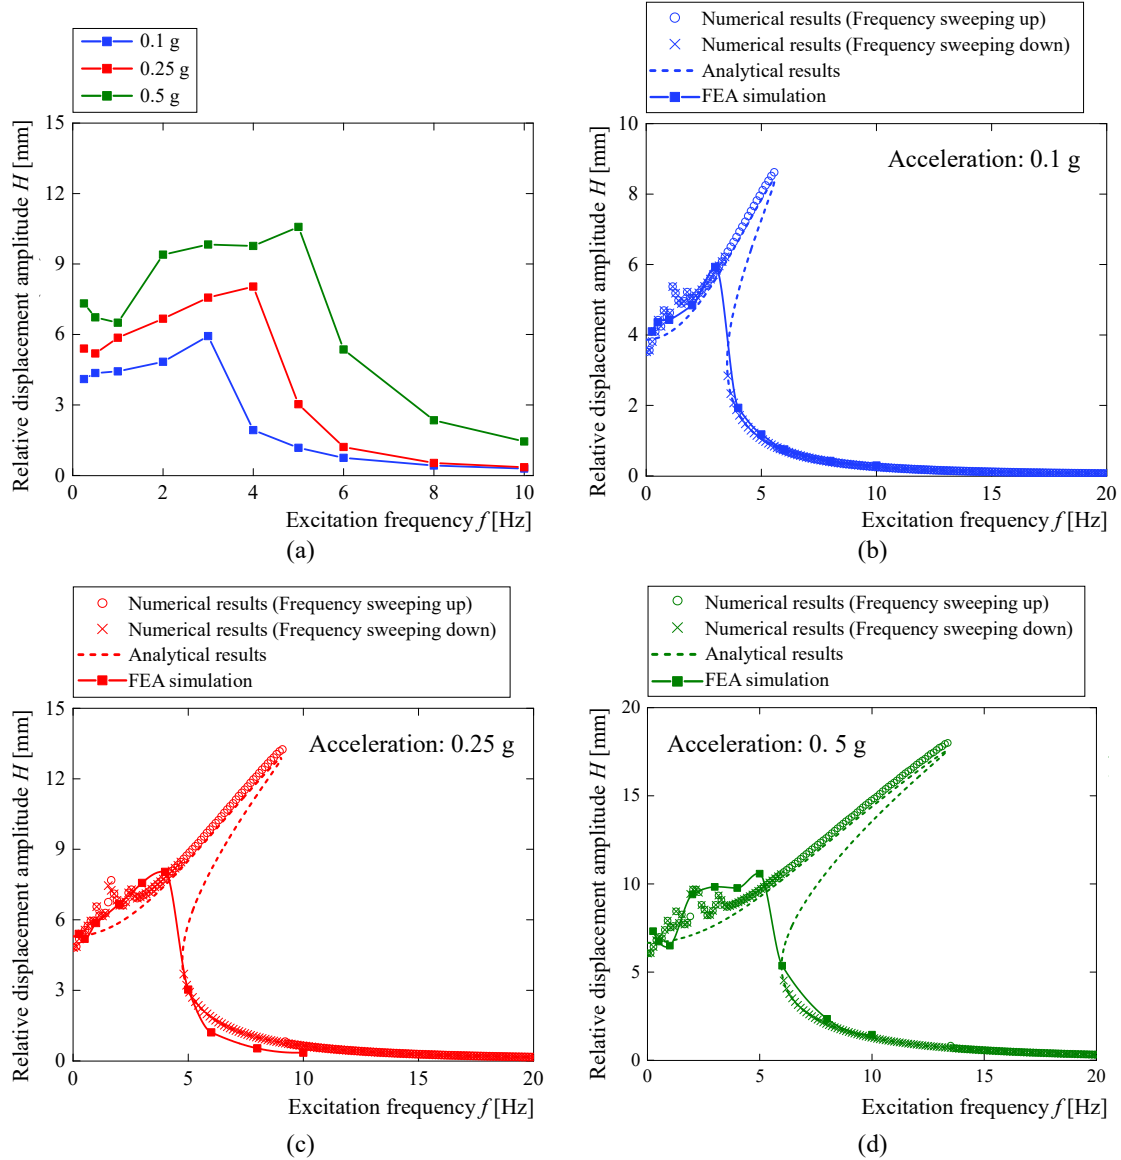 0.1 g
0.25 g
0.5 g
15
12
9
6
3
0
0 2 4 6 8 10
Relative displacement amplitude H [mm]
Excitation frequency f [Hz]
(a)
Numerical results (Frequency sweeping up)
Numerical results (Frequency sweeping down)
Analytical results
FEA simulation
Acceleration: 0.1 g
10
8
6
4
2
0
0 5 10 15 20
Relative displacement amplitude H [mm]
Excitation frequency f [Hz]
(b)
Numerical results (Frequency sweeping up)
Numerical results (Frequency sweeping down)
Analytical results
FEA simulation
Acceleration: 0.25 g
15
12
9
6
3
0
0 5 10 15 20
Relative displacement amplitude H [mm]
Excitation frequency f [Hz]
(c)
Numerical results (Frequency sweeping up)
Numerical results (Frequency sweeping down)
Analytical results
FEA simulation
Acceleration: 0. 5 g
20
15
10
5
0
0 5 10 15 20
Relative displacement amplitude H [mm]
Excitation frequency f [Hz]
(d)